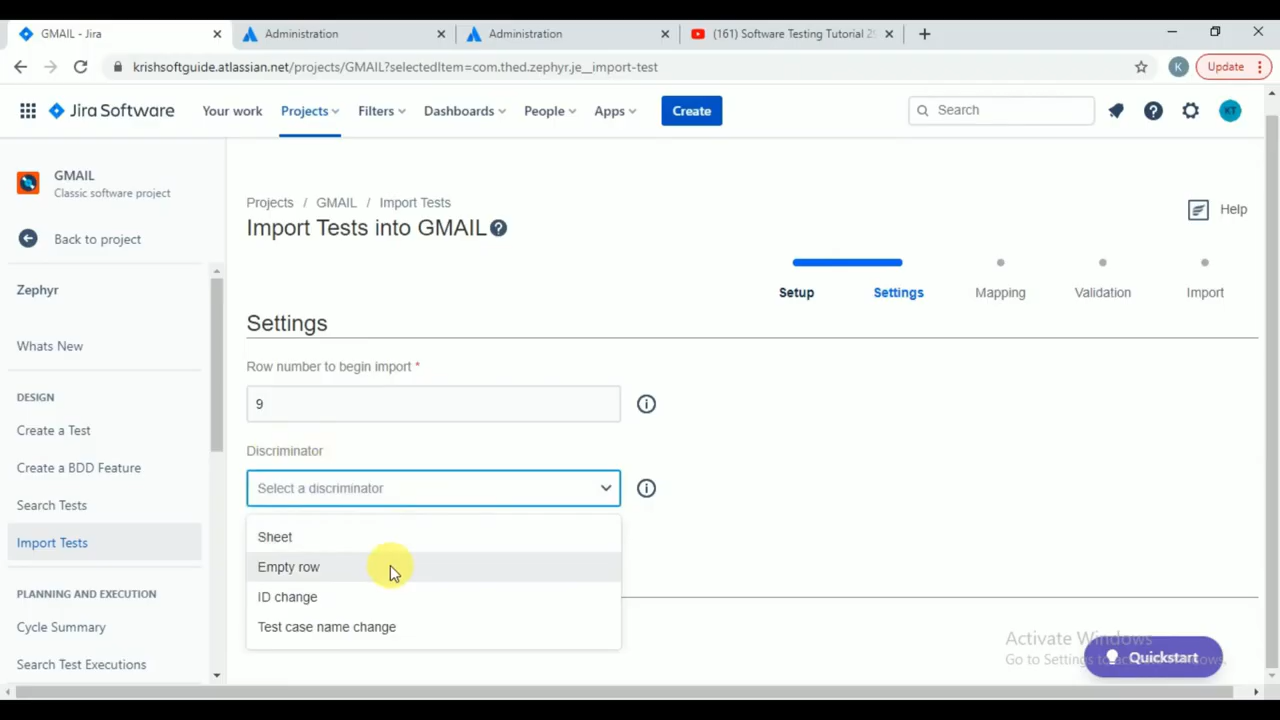 GMAIL - Jira
Administration
Administration
(161) Software Testing Tutorial 29
krishsoftguide.atlassian.net/projects/GMAIL?selectedItem=com.thed.zephyr.je__import-test
K
Update
Jira Software
Your work
Projects
Filters
Dashboards
People
Apps
Create
Search
KT
GMAIL
Classic software project
Back to project
Zephyr
Whats New
DESIGN
Create a Test
Create a BDD Feature
Search Tests
Import Tests
PLANNING AND EXECUTION
Cycle Summary
Search Test Executions
Projects / GMAIL / Import Tests
Import Tests into GMAIL
Help
Setup
Settings
Mapping
Validation
Import
Settings
Row number to begin import *
9
Discriminator
Select a discriminator
Sheet
Empty row
ID change
Test case name change
Activate Windows
Go to Settings to activate Windows.
Quickstart